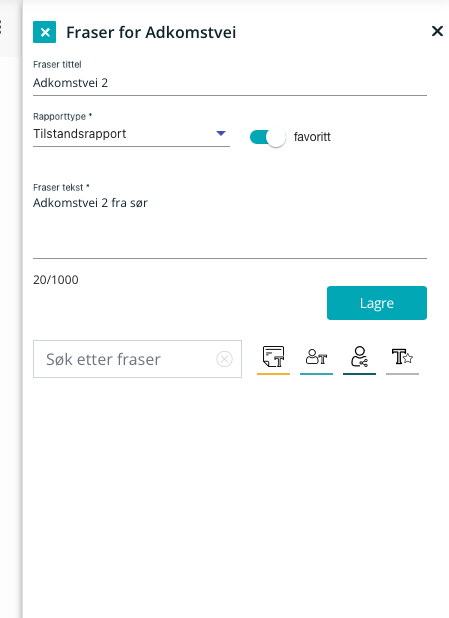 Fraser for Adkomstvei
Fraser tittel
Adkomstvei 2
Rapporttype *
Tilstandsrapport
favoritt
Fraser tekst *
Adkomstvei 2 fra sør
20/1000
Lagre
Søk etter fraser